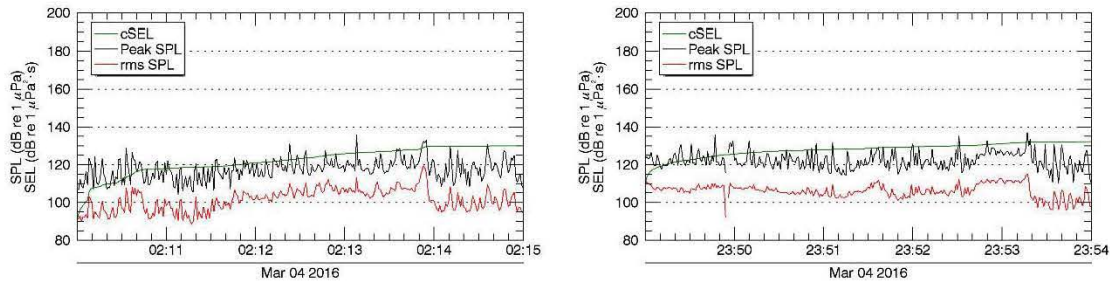 SPL (dB re 1 μPa)
SEL (dB re 1 μPa²·s)
200
180
160
140
120
100
80
cSEL
Peak SPL
rms SPL
02:11
02:12
02:13
02:14
02:15
Mar 04 2016
SPL (dB re 1 μPa)
SEL (dB re 1 μPa²·s)
200
180
160
140
120
100
80
cSEL
Peak SPL
rms SPL
23:50
23:51
23:52
23:53
23:54
Mar 04 2016